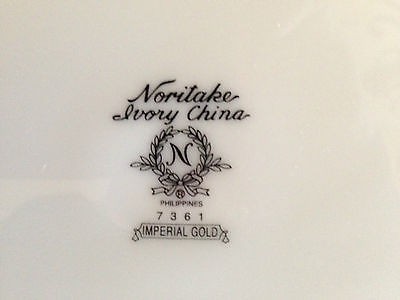 Noritake
Ivory China
N
®
PHILIPPINES
7361
IMPERIAL GOLD